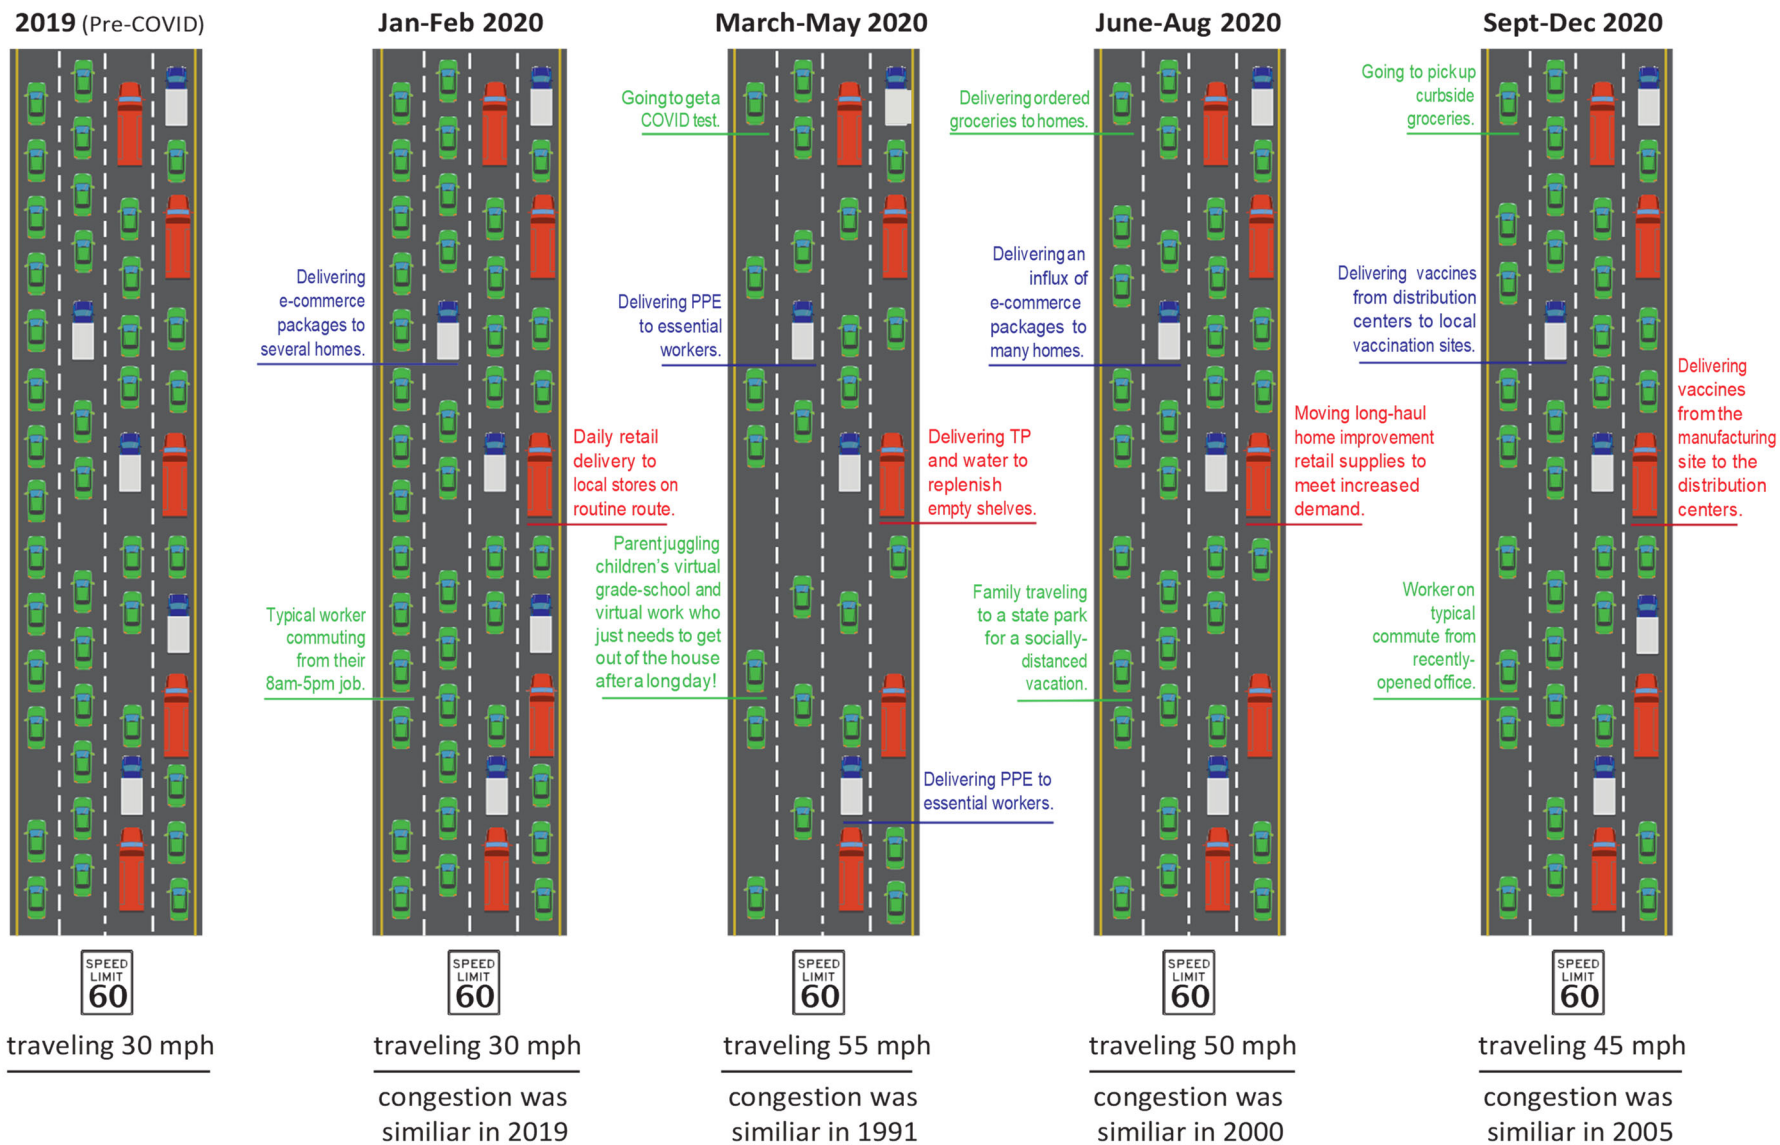 2019 (Pre-COVID)
SPEED
LIMIT
60
traveling 30 mph
Jan-Feb 2020
Delivering
e-commerce
packages to
several homes.
Daily retail
delivery to
local stores on
routine route.
Typical worker
commuting
from their
8am-5pm job.
SPEED
LIMIT
60
traveling 30 mph
congestion was
similiar in 2019
March-May 2020
Going to get a
COVID test.
Delivering PPE
to essential
workers.
Delivering TP
and water to
replenish
empty shelves.
Parent juggling
children's virtual
grade-school and
virtual work who
just needs to get
out of the house
after a long day!
Delivering PPE to
essential workers.
SPEED
LIMIT
60
traveling 55 mph
congestion was
similiar in 1991
June-Aug 2020
Delivering ordered
groceries to homes.
Delivering an
influx of
e-commerce
packages to
many homes.
Moving long-haul
home improvement
retail supplies to
meet increased
demand.
Family traveling
to a state park
for a socially-
distanced
vacation.
SPEED
LIMIT
60
traveling 50 mph
congestion was
similiar in 2000
Sept-Dec 2020
Going to pick up
curbside
groceries.
Delivering vaccines
from distribution
centers to local
vaccination sites.
Delivering
vaccines
from the
manufacturing
site to the
distribution
centers.
Worker on
typical
commute from
recently-
opened office.
SPEED
LIMIT
60
traveling 45 mph
congestion was
similiar in 2005